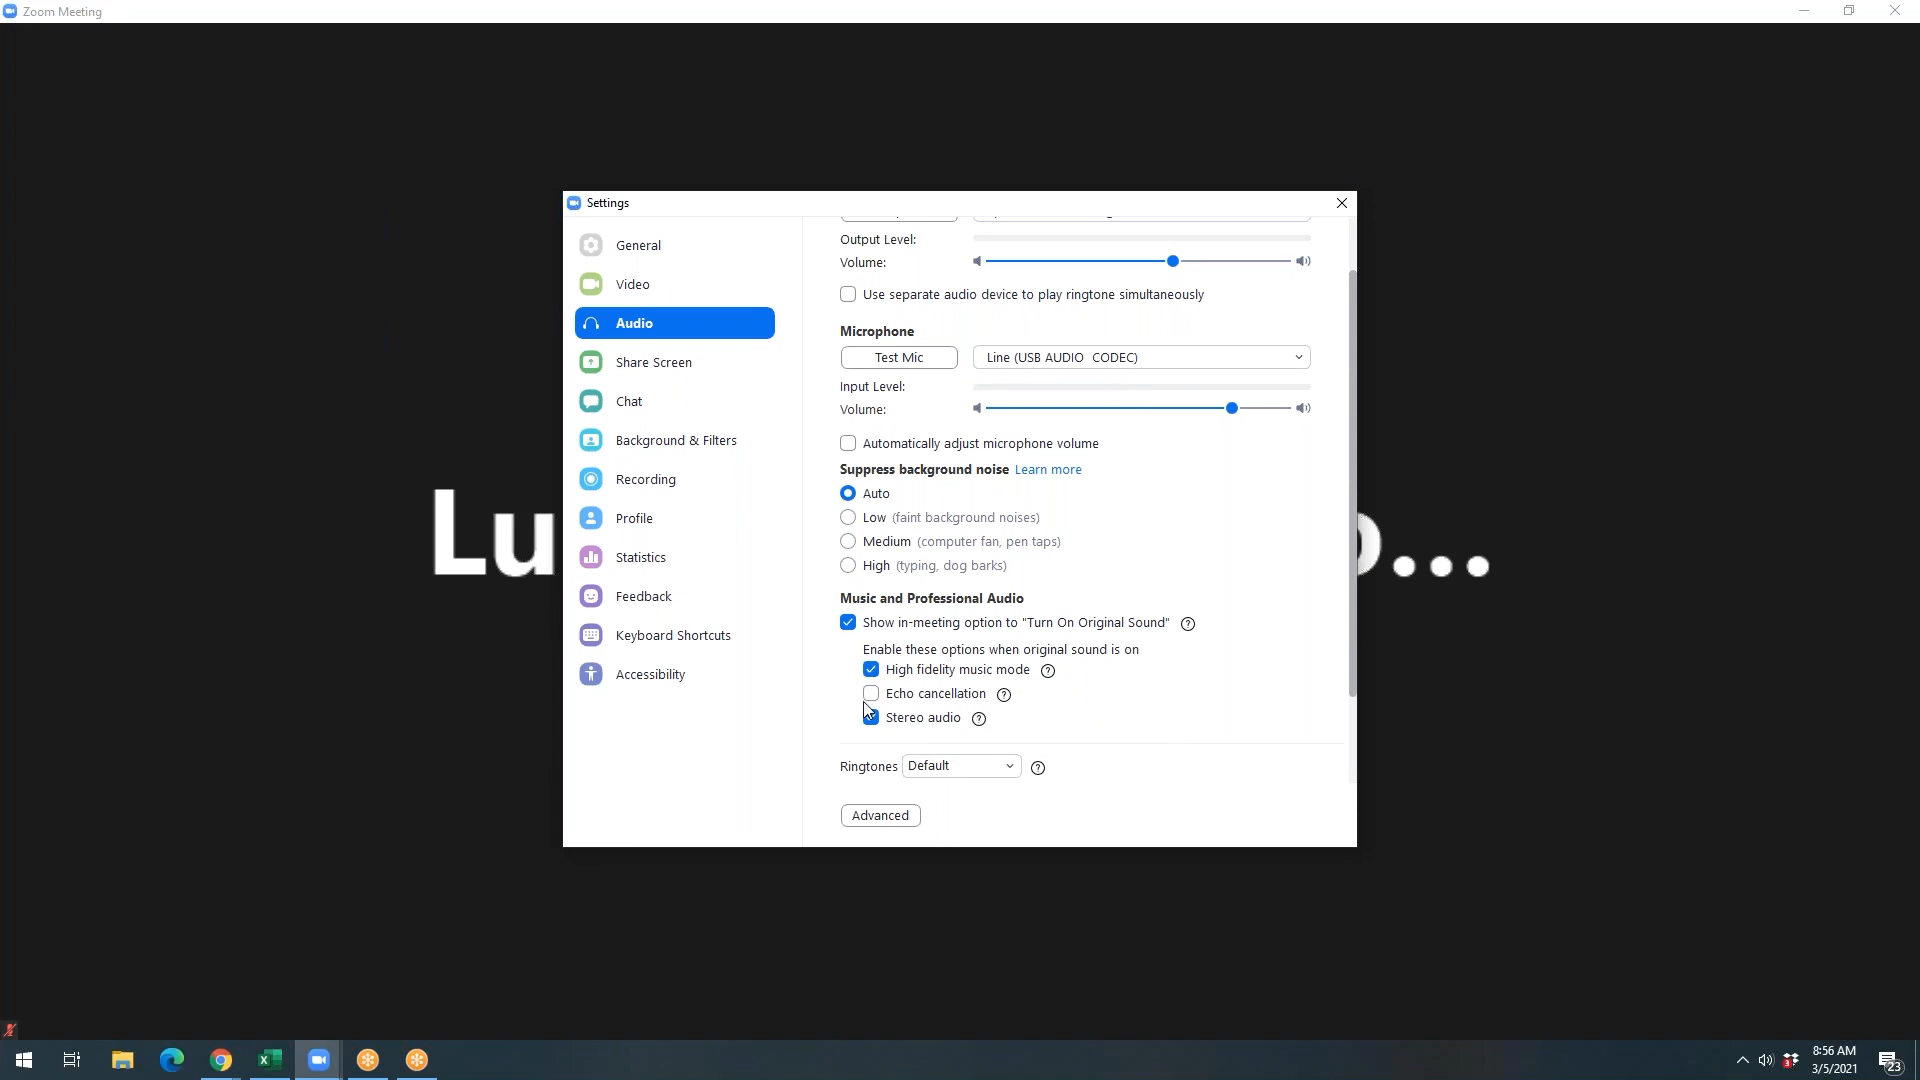 Zoom Meeting
Settings
General
Video
Audio
Share Screen
Chat
Background & Filters
Recording
Profile
Statistics
Feedback
Keyboard Shortcuts
Accessibility
Output Level:
Volume:
Use separate audio device to play ringtone simultaneously
Microphone
Test Mic Line (USB AUDIO CODEC)
Input Level:
Volume:
Automatically adjust microphone volume
Suppress background noise Learn more
Auto
Low (faint background noises)
Medium (computer fan, pen taps)
High (typing, dog barks)
Music and Professional Audio
Show in-meeting option to "Turn On Original Sound" ?
Enable these options when original sound is on
High fidelity music mode ?
Echo cancellation ?
Stereo audio ?
Ringtones Default ?
Advanced
Lu
...
8:56 AM
3/5/2021
23
3